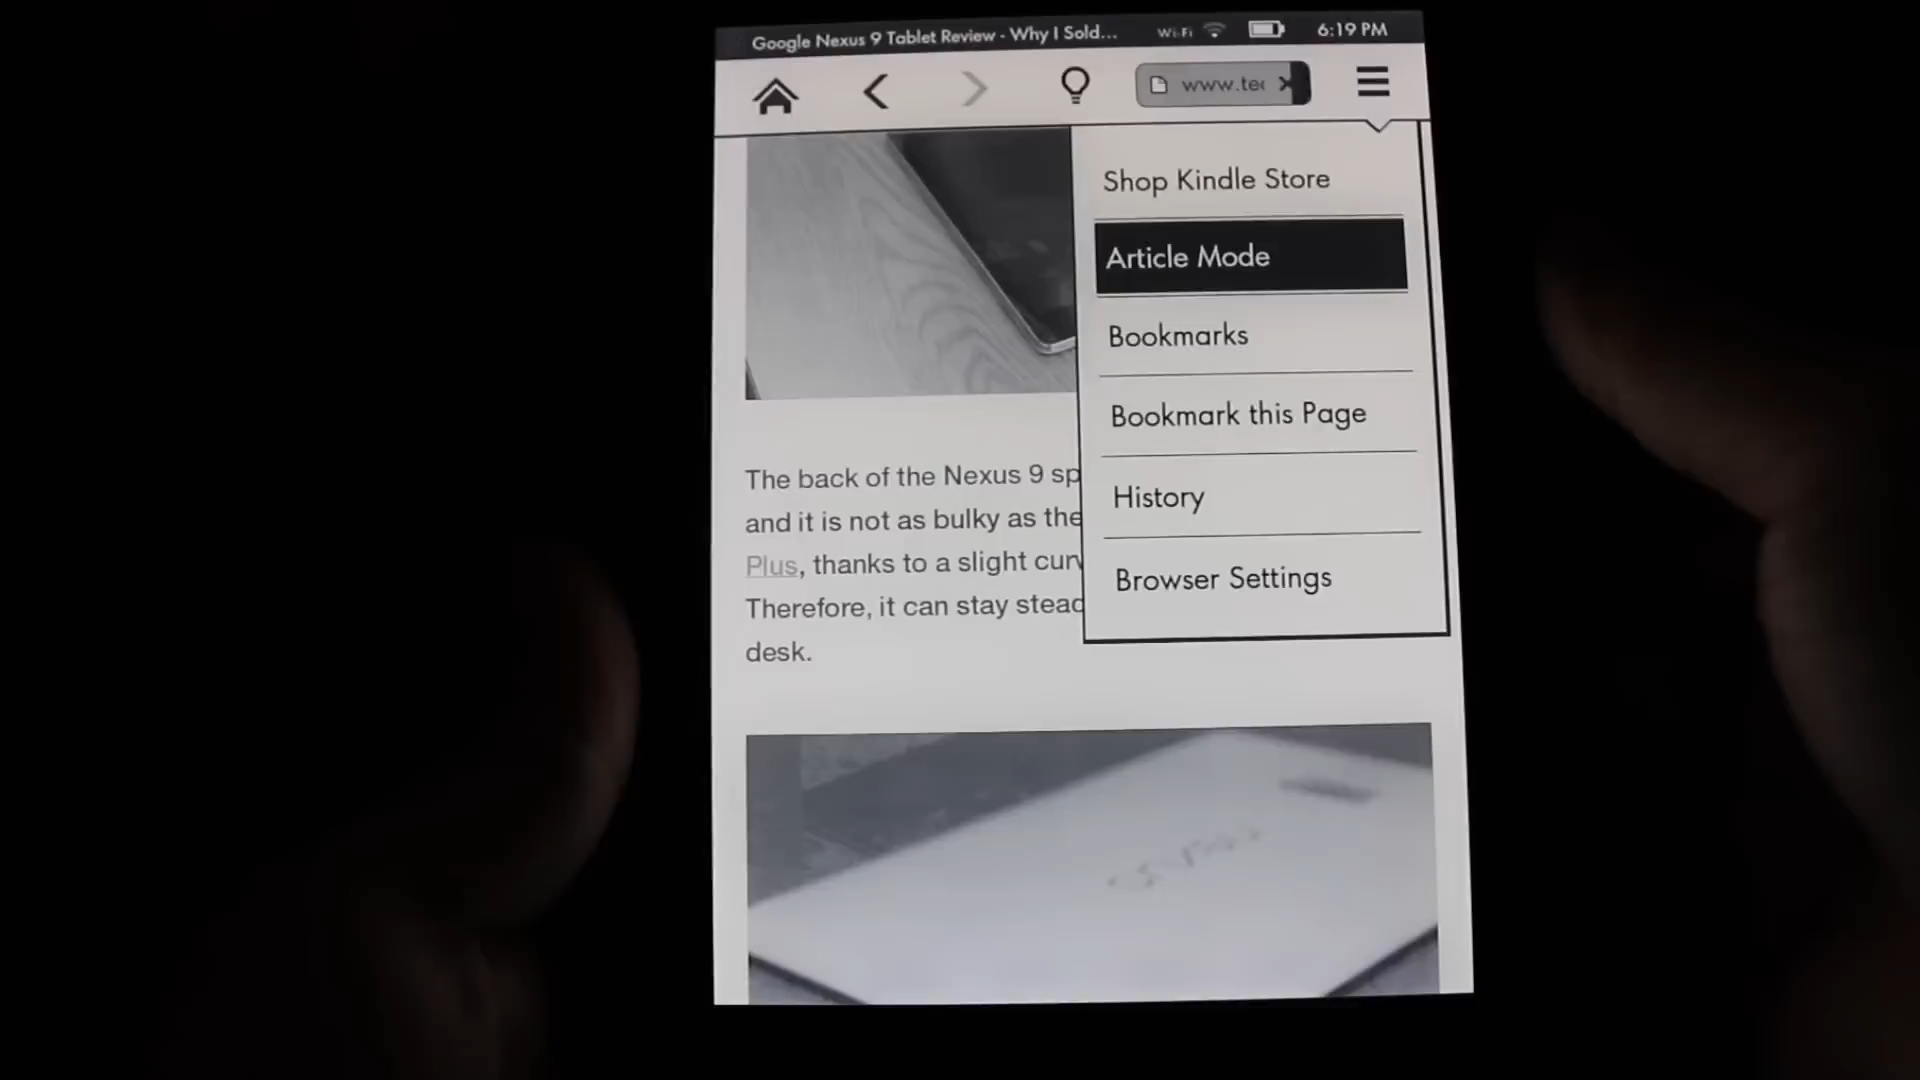 Google Nexus 9 Tablet Review - Why I Sold...
Wi-Fi
6:19 PM
www.tec
Shop Kindle Store
Article Mode
Bookmarks
Bookmark this Page
History
Browser Settings
The back of the Nexus 9 sp
and it is not as bulky as the
Plus, thanks to a slight curv
Therefore, it can stay stead
desk.